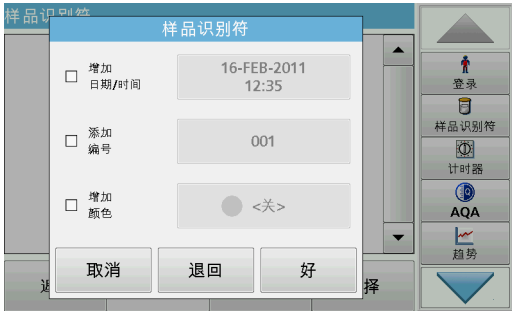 样品识别符
样品识别符
增加
日期/时间
16-FEB-2011
12:35
添加
编号
001
增加
颜色
<关>
取消
退回
好
择
登录
样品识别符
计时器
AQA
趋势